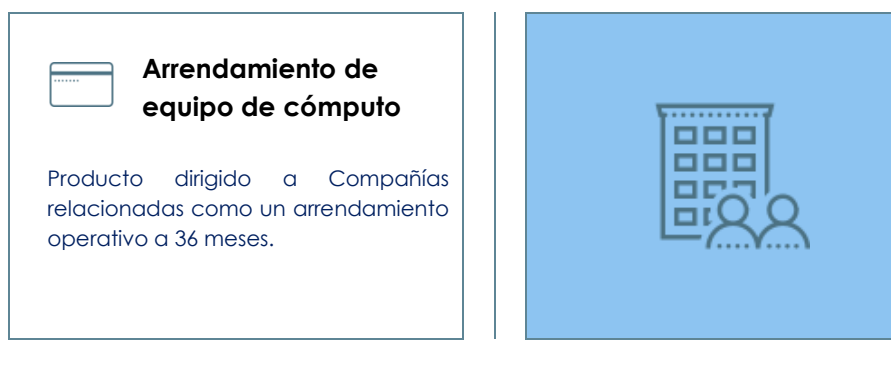 Arrendamiento de
equipo de cómputo
Producto dirigido a Compañías
relacionadas como un arrendamiento
operativo a 36 meses.